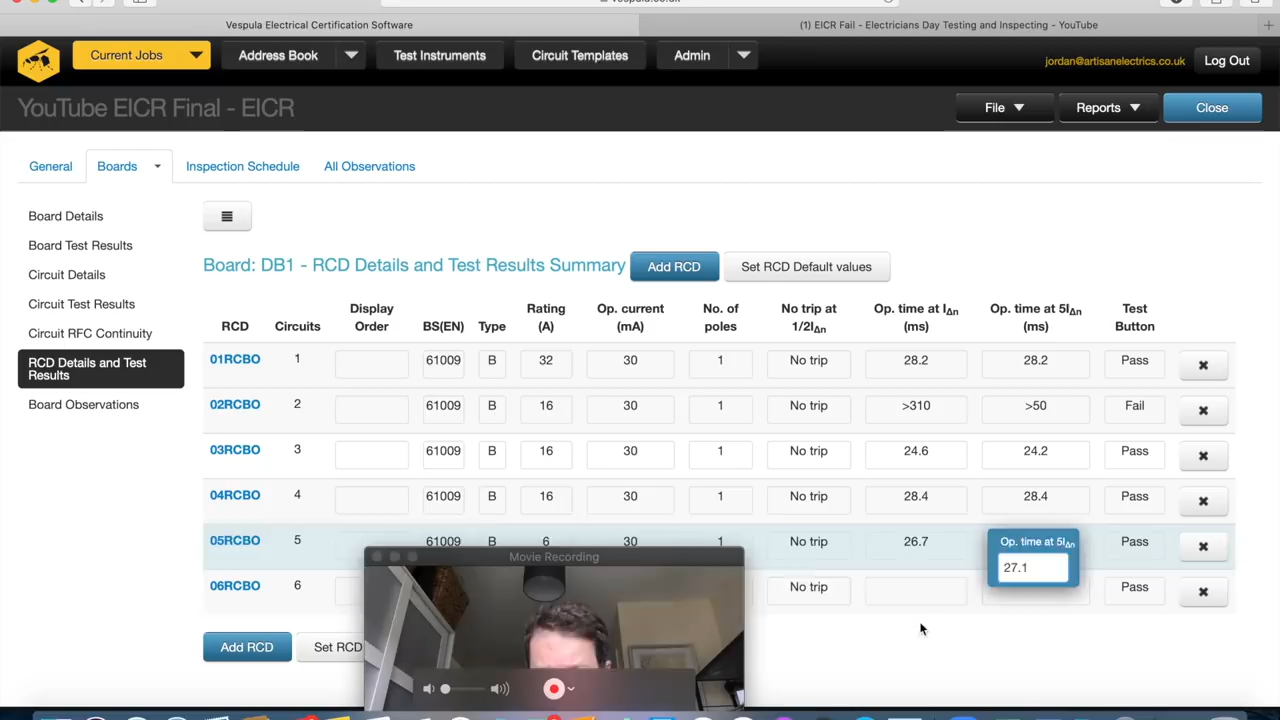 Vespula Electrical Certification Software
(1) EICR Fail - Electricians Day Testing and Inspecting - YouTube
Current Jobs Address Book Test Instruments Circuit Templates Admin jordan@artisanelectrics.co.uk Log Out
YouTube EICR Final - EICR File Reports Close
General Boards Inspection Schedule All Observations
Board Details
Board Test Results
Circuit Details
Circuit Test Results
Circuit RFC Continuity
RCD Details and Test
Results
Board Observations
Board: DB1 - RCD Details and Test Results Summary Add RCD Set RCD Default values
RCD Circuits Display Order BS(EN) Type Rating (A) Op. current (mA) No. of poles No trip at 1/2IΔn Op. time at IΔn (ms) Op. time at 5IΔn (ms) Test Button
01RCBO 1 61009 B 32 30 1 No trip 28.2 28.2 Pass
02RCBO 2 61009 B 16 30 1 No trip >310 >50 Fail
03RCBO 3 61009 B 16 30 1 No trip 24.6 24.2 Pass
04RCBO 4 61009 B 16 30 1 No trip 28.4 28.4 Pass
05RCBO 5 61009 B 6 30 1 No trip 26.7 Op. time at 5IΔn Pass
27.1
06RCBO 6 No trip Pass
Movie Recording
Add RCD Set RCD